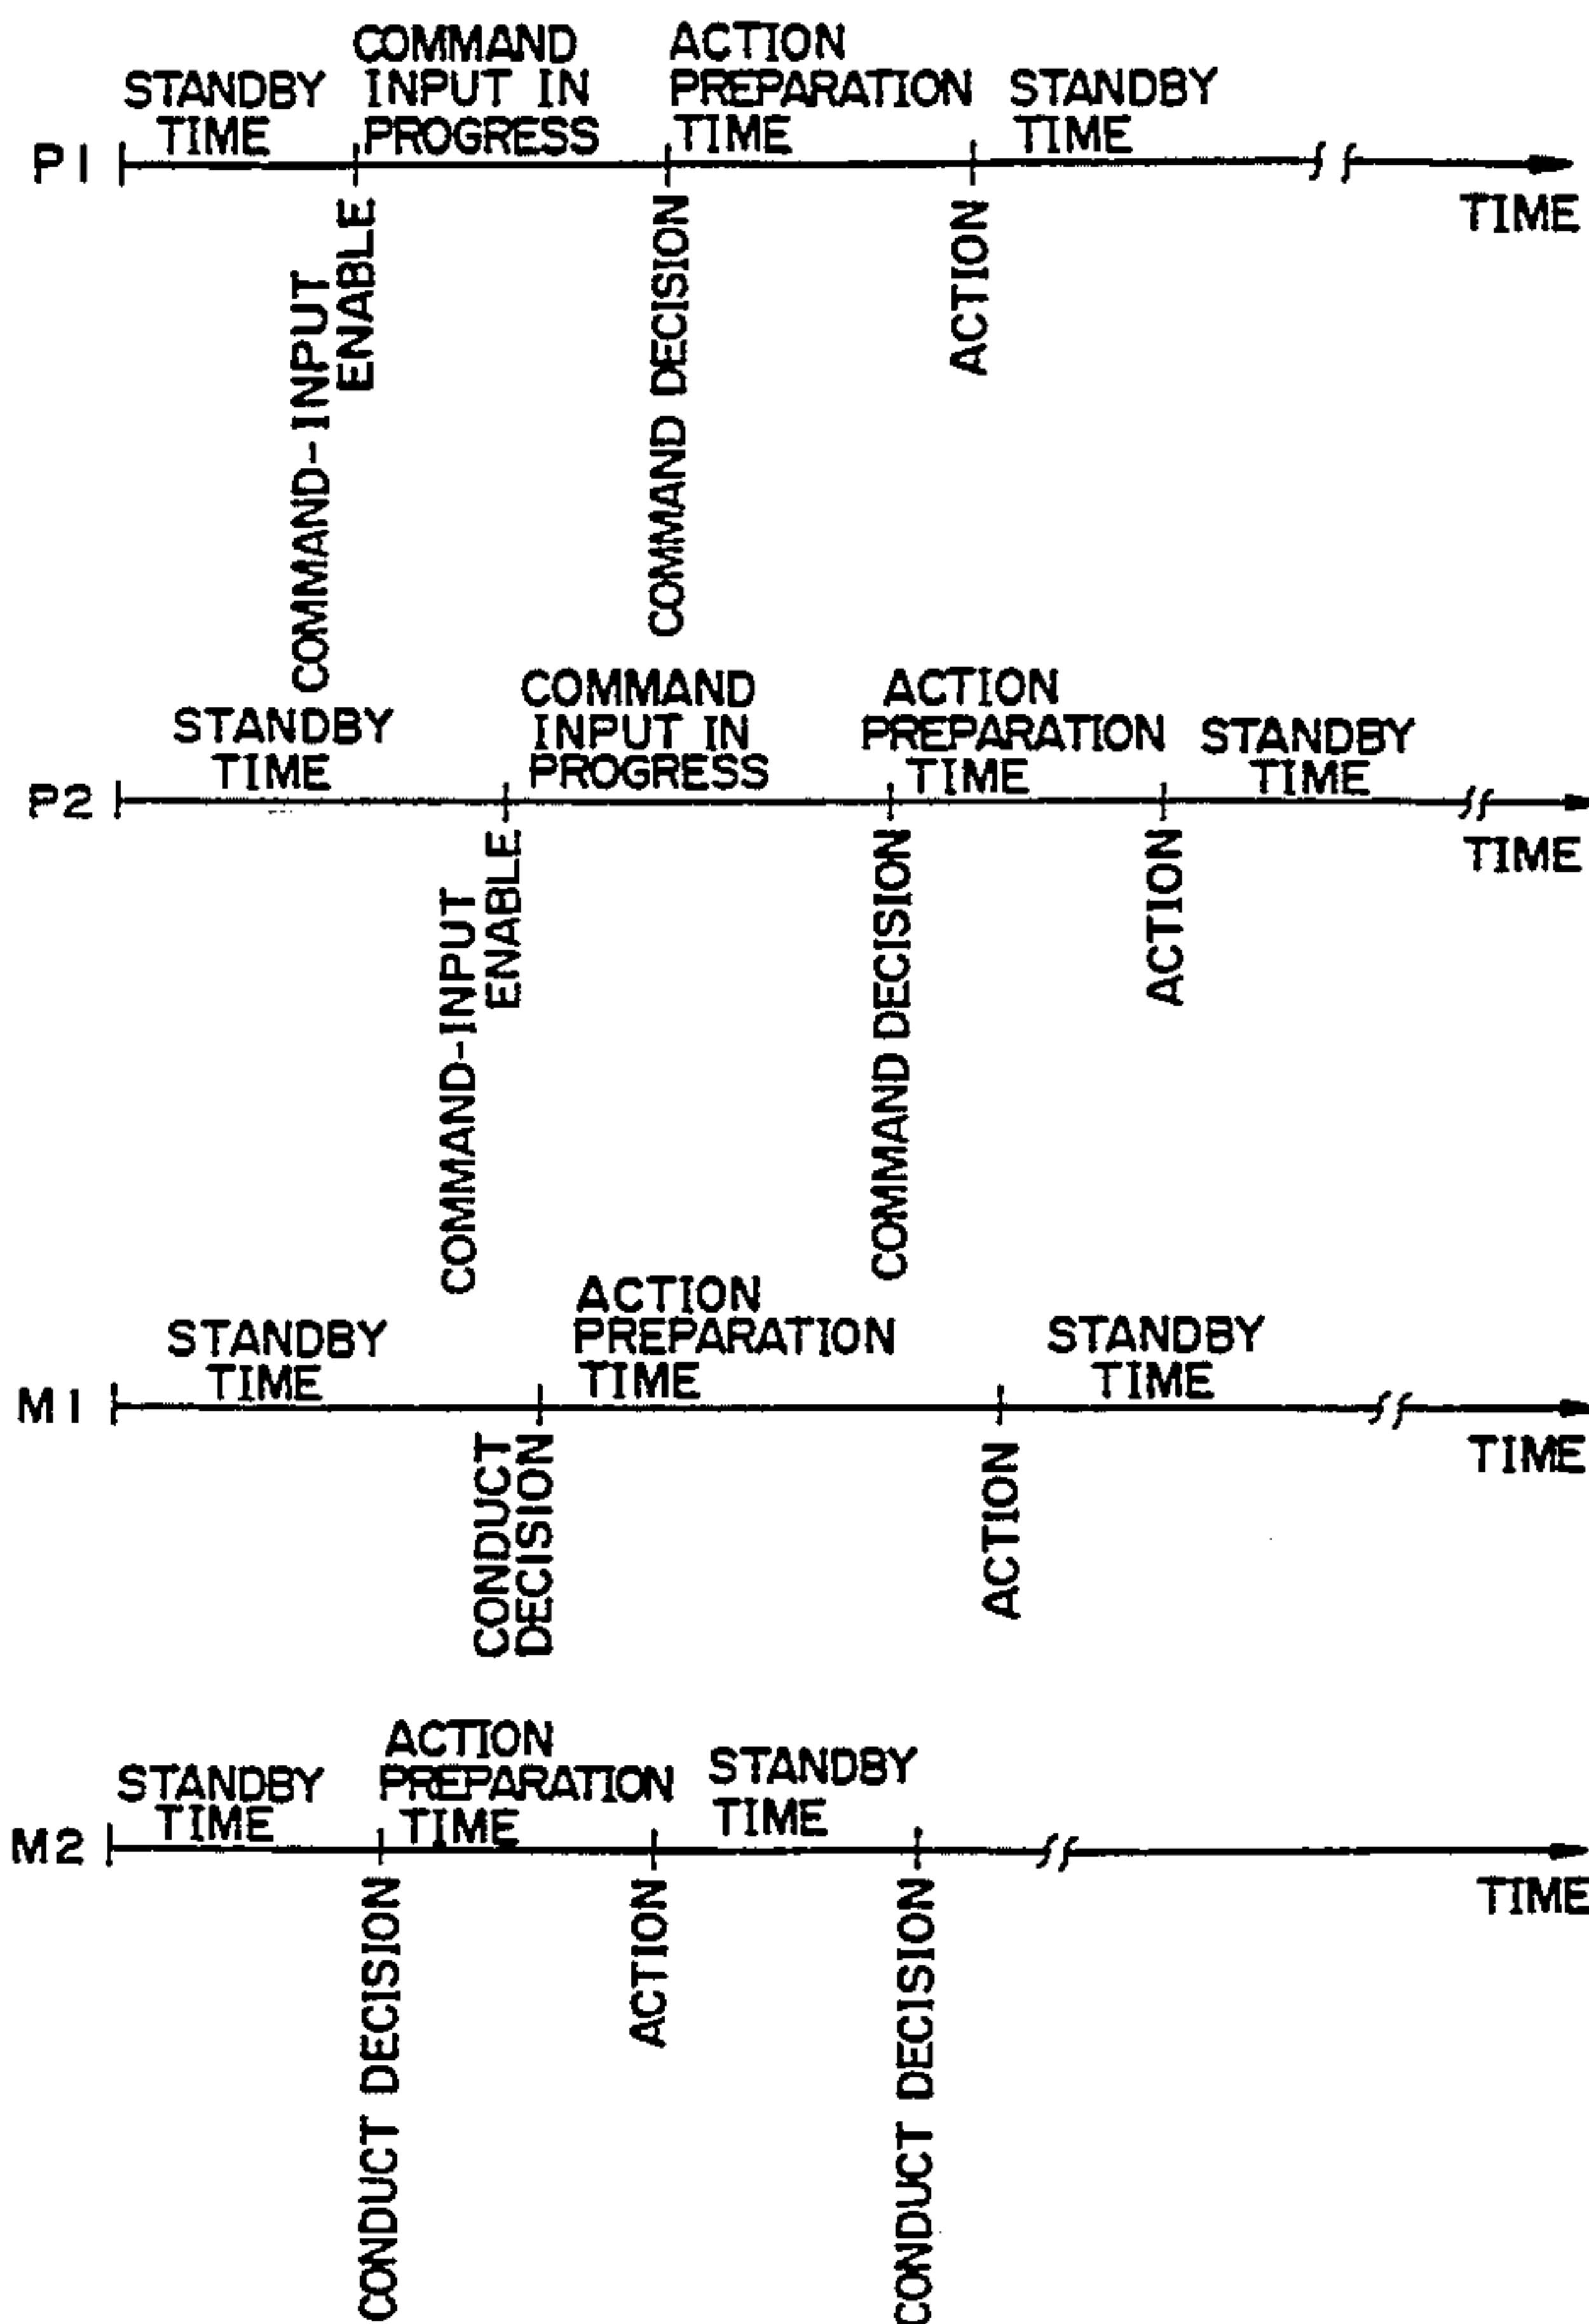 P1
STANDBY
TIME
COMMAND
INPUT IN
PROGRESS
ACTION
PREPARATION
TIME
STANDBY
TIME
TIME
COMMAND-INPUT
ENABLE
COMMAND DECISION
ACTION
P2
STANDBY
TIME
COMMAND
INPUT IN
PROGRESS
ACTION
PREPARATION
TIME
STANDBY
TIME
TIME
COMMAND-INPUT
ENABLE
COMMAND DECISION
ACTION
M1
STANDBY
TIME
ACTION
PREPARATION
TIME
STANDBY
TIME
TIME
CONDUCT
DECISION
ACTION
M2
STANDBY
TIME
ACTION
PREPARATION
TIME
STANDBY
TIME
TIME
CONDUCT DECISION
ACTION
CONDUCT DECISION